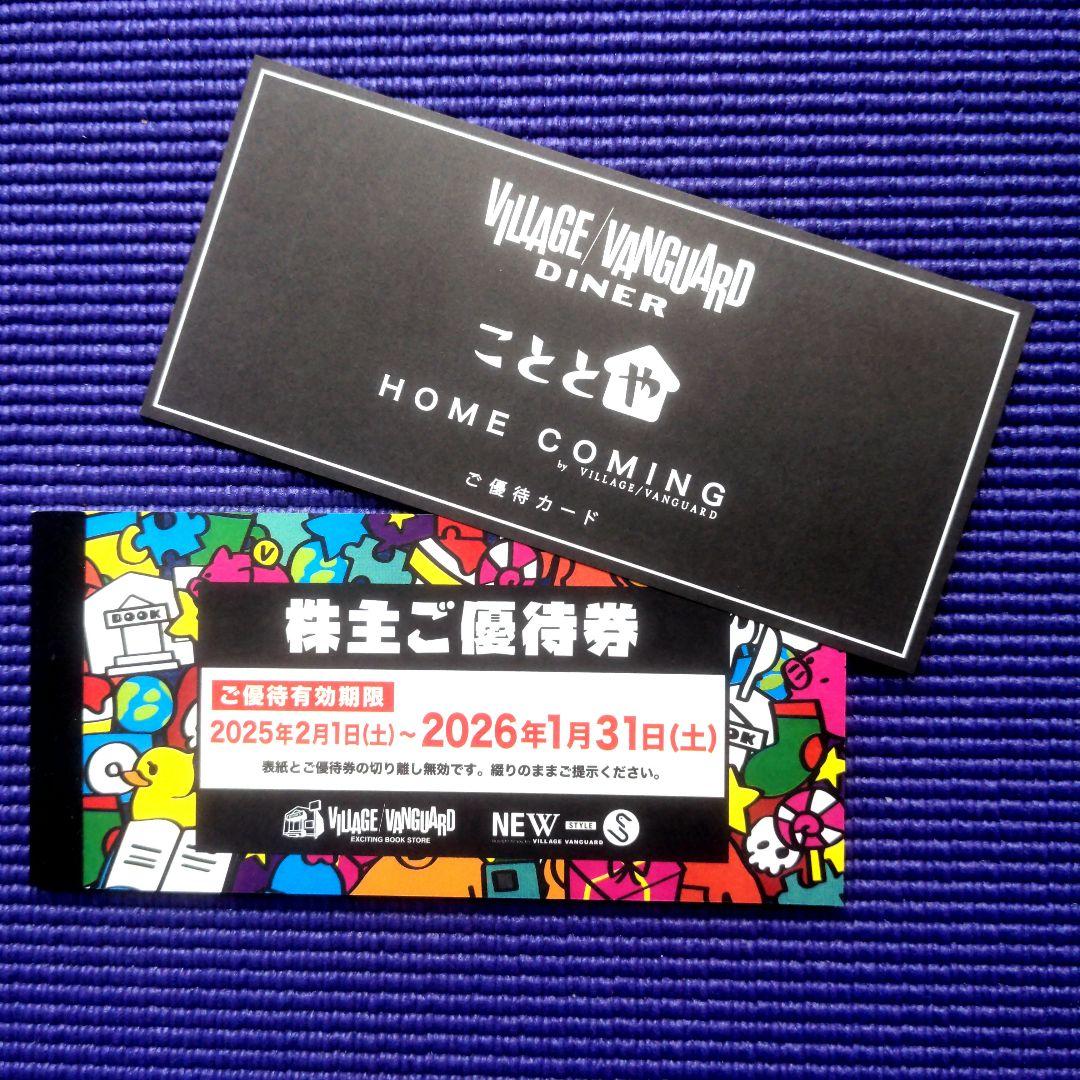 VILLAGE/VANGUARD
DINER
こととや
HOME COMING
by VILLAGE/VANGUARD
ご優待カード
V
BOOK
株主ご優待券
ご優待有効期限
2025年2月1日(土)～2026年1月31日(土)
表紙とご優待券の切り離し無効です。綴りのままご提示ください。
VILLAGE/VANGUARD
EXCITING BOOK STORE
NEW STYLE
VILLAGE VANGUARD